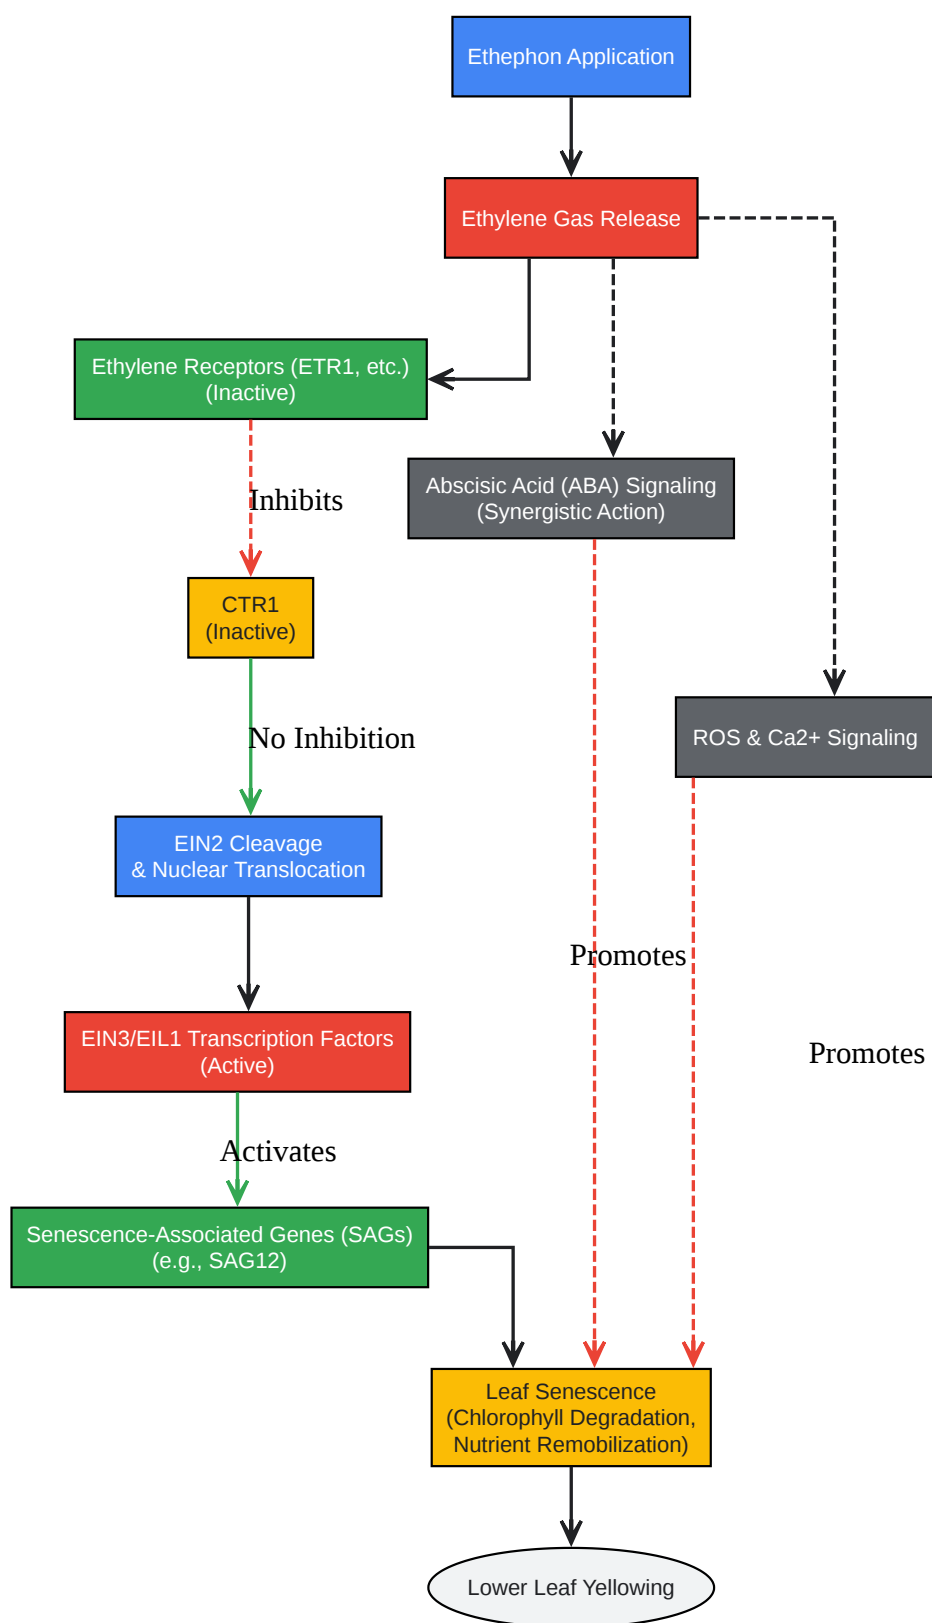 Ethephon Application
Ethylene Gas Release
Ethylene Receptors (ETR1, etc.)
(Inactive)
Abscisic Acid (ABA) Signaling
(Synergistic Action)
Inhibits
CTR1
(Inactive)
No Inhibition
ROS & Ca2+ Signaling
EIN2 Cleavage
& Nuclear Translocation
Promotes
EIN3/EIL1 Transcription Factors
(Active)
Promotes
Activates
Senescence-Associated Genes (SAGs)
(e.g., SAG12)
Leaf Senescence
(Chlorophyll Degradation,
Nutrient Remobilization)
Lower Leaf Yellowing